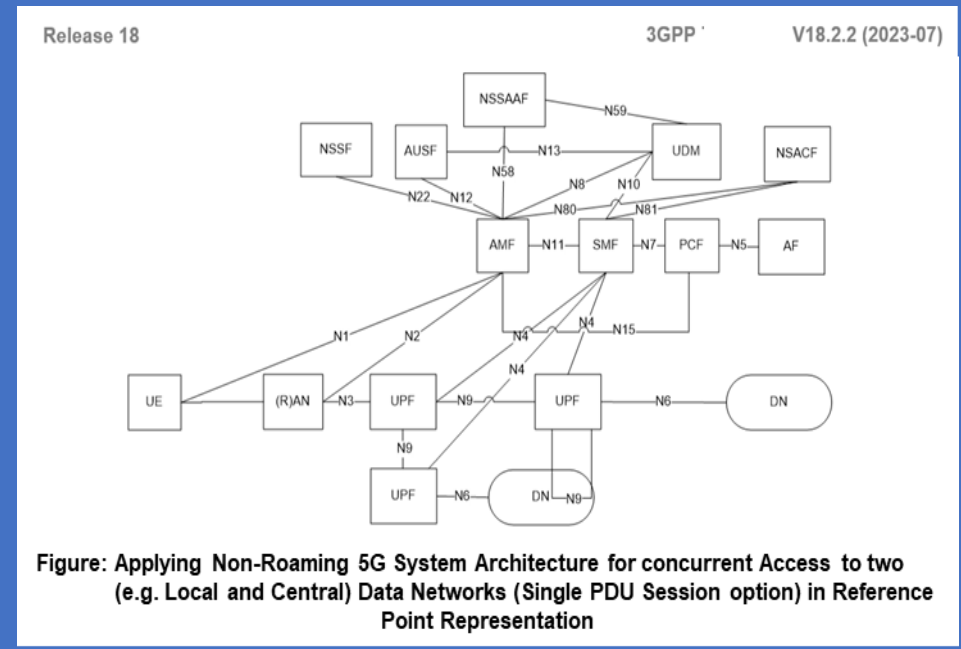 Release 18 3GPP V18.2.2 (2023-07)
NSSAAF
N59
NSSF AUSF UDM NSACF
N13
N58
N8 N10
N22 N12 N80 N81
AMF N11 SMF N7 PCF N5 AF
N4 N15
N1 N2 N4
N4
UE (R)AN N3 UPF N9 UPF N6 DN
N9
UPF N6 DN N9
Figure: Applying Non-Roaming 5G System Architecture for concurrent Access to two
(e.g. Local and Central) Data Networks (Single PDU Session option) in Reference
Point Representation